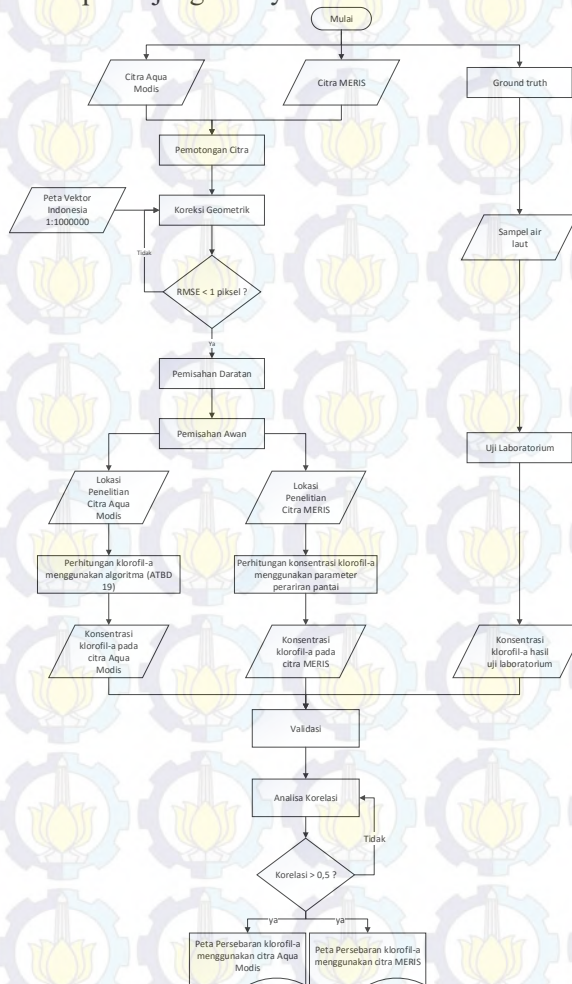 Mulai
Citra Aqua
Modis
Citra MERIS
Ground truth
Pemotongan Citra
Peta Vektor
Indonesia
1:1000000
Koreksi Geometrik
Sampel air
laut
Tidak
RMSE < 1 piksel ?
Ya
Pemisahan Daratan
Pemisahan Awan
Uji Laboratorium
Lokasi
Penelitian
Citra Aqua
Modis
Lokasi
Penelitian
Citra MERIS
Perhitungan klorofil-a
menggunakan algoritma (ATBD
19)
Perhitungan konsentrasi klorofil-a
menggunakan parameter
perariran pantai
Konsentrasi
klorofil-a pada
citra Aqua
Modis
Konsentrasi
klorofil-a pada
citra MERIS
Konsentrasi
klorofil-a hasil
uji laboratorium
Validasi
Analisa Korelasi
Tidak
Korelasi > 0,5 ?
ya
ya
Peta Persebaran klorofil-a
menggunakan citra Aqua
Modis
Peta Persebaran klorofil-a
menggunakan citra MERIS